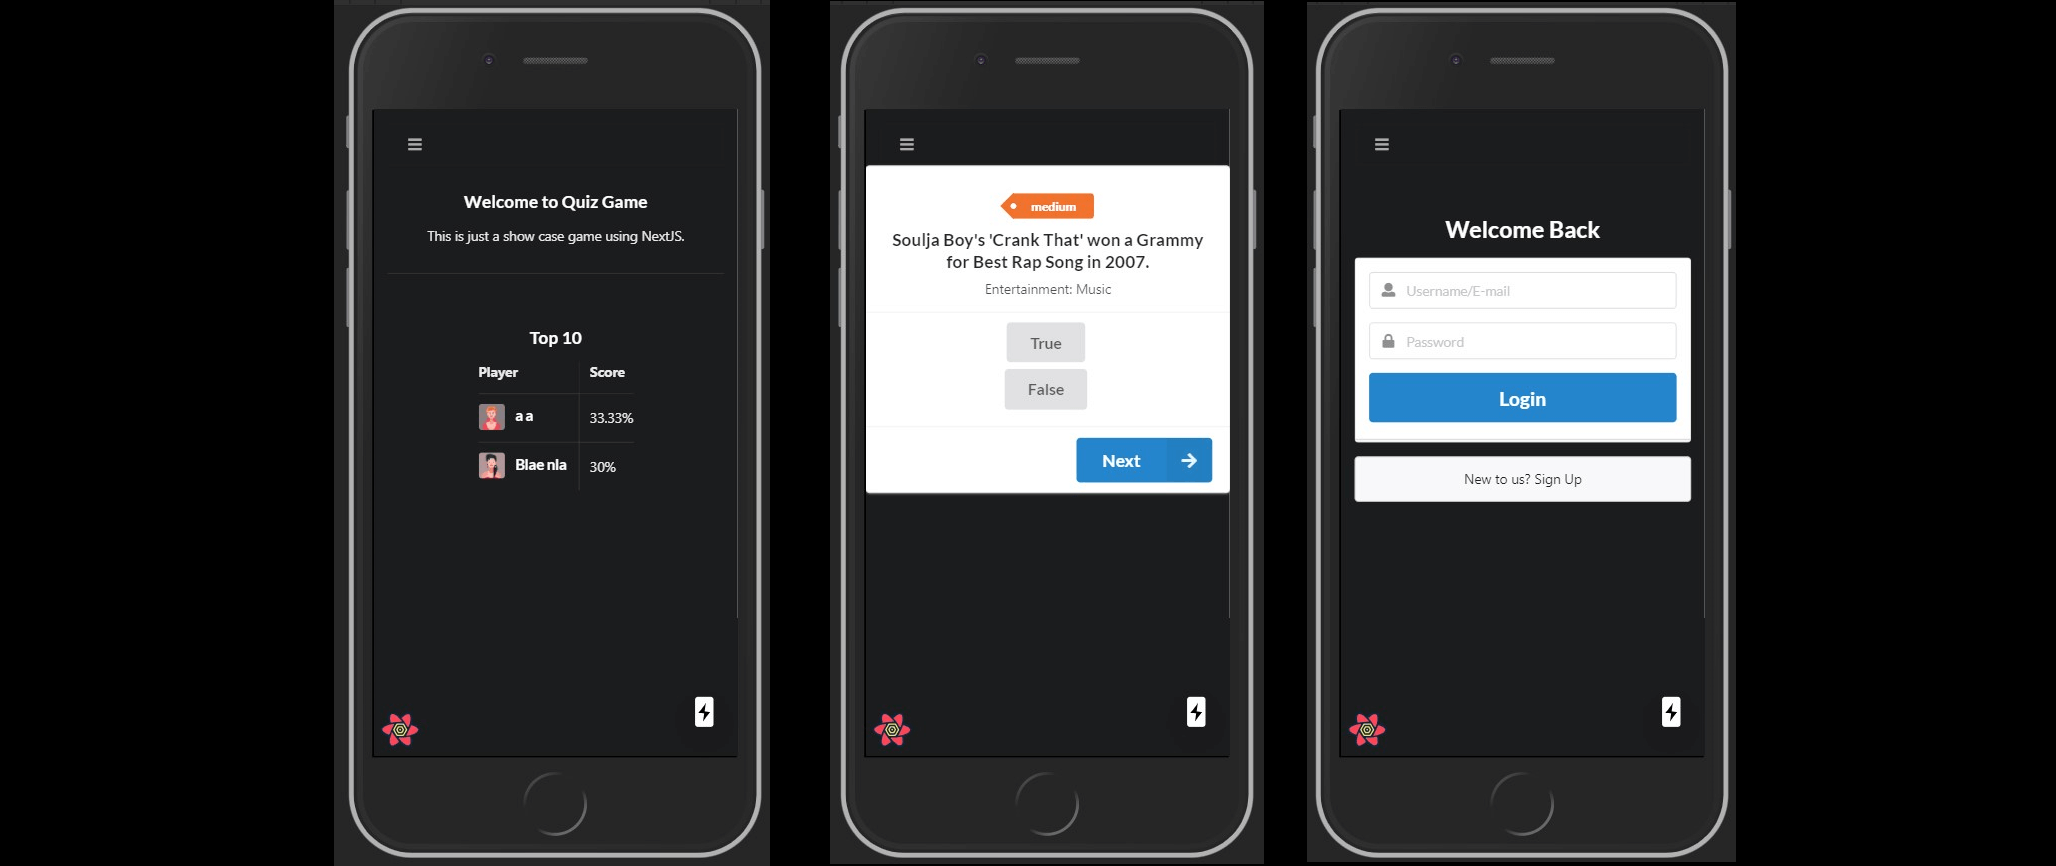 Welcome to Quiz Game
This is just a show case game using NextJS.
Top 10
Player Score
a a 33.33%
Blae nla 30%
medium
Soulja Boy's 'Crank That' won a Grammy
for Best Rap Song in 2007.
Entertainment: Music
True
False
Next
Welcome Back
Username/E-mail
Password
Login
New to us? Sign Up